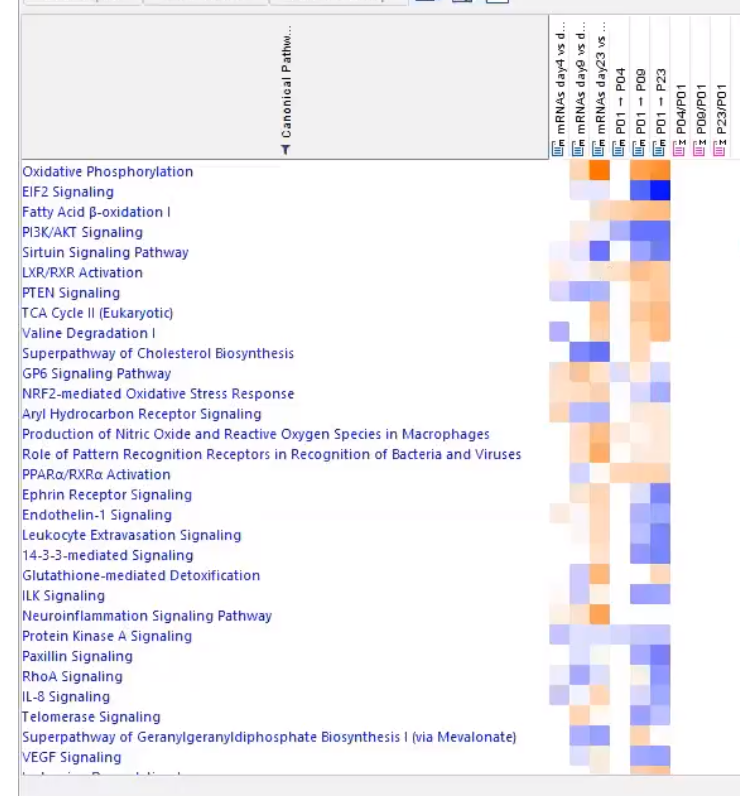 Canonical Pathw...
mRNAs day4 vs d...
mRNAs day9 vs d...
mRNAs day23 vs ...
P01 → P04
P01 → P09
P01 → P23
P04/P01
P09/P01
P23/P01
Oxidative Phosphorylation
EIF2 Signaling
Fatty Acid β-oxidation I
PI3K/AKT Signaling
Sirtuin Signaling Pathway
LXR/RXR Activation
PTEN Signaling
TCA Cycle II (Eukaryotic)
Valine Degradation I
Superpathway of Cholesterol Biosynthesis
GP6 Signaling Pathway
NRF2-mediated Oxidative Stress Response
Aryl Hydrocarbon Receptor Signaling
Production of Nitric Oxide and Reactive Oxygen Species in Macrophages
Role of Pattern Recognition Receptors in Recognition of Bacteria and Viruses
PPARα/RXRα Activation
Ephrin Receptor Signaling
Endothelin-1 Signaling
Leukocyte Extravasation Signaling
14-3-3-mediated Signaling
Glutathione-mediated Detoxification
ILK Signaling
Neuroinflammation Signaling Pathway
Protein Kinase A Signaling
Paxillin Signaling
RhoA Signaling
IL-8 Signaling
Telomerase Signaling
Superpathway of Geranylgeranyldiphosphate Biosynthesis I (via Mevalonate)
VEGF Signaling